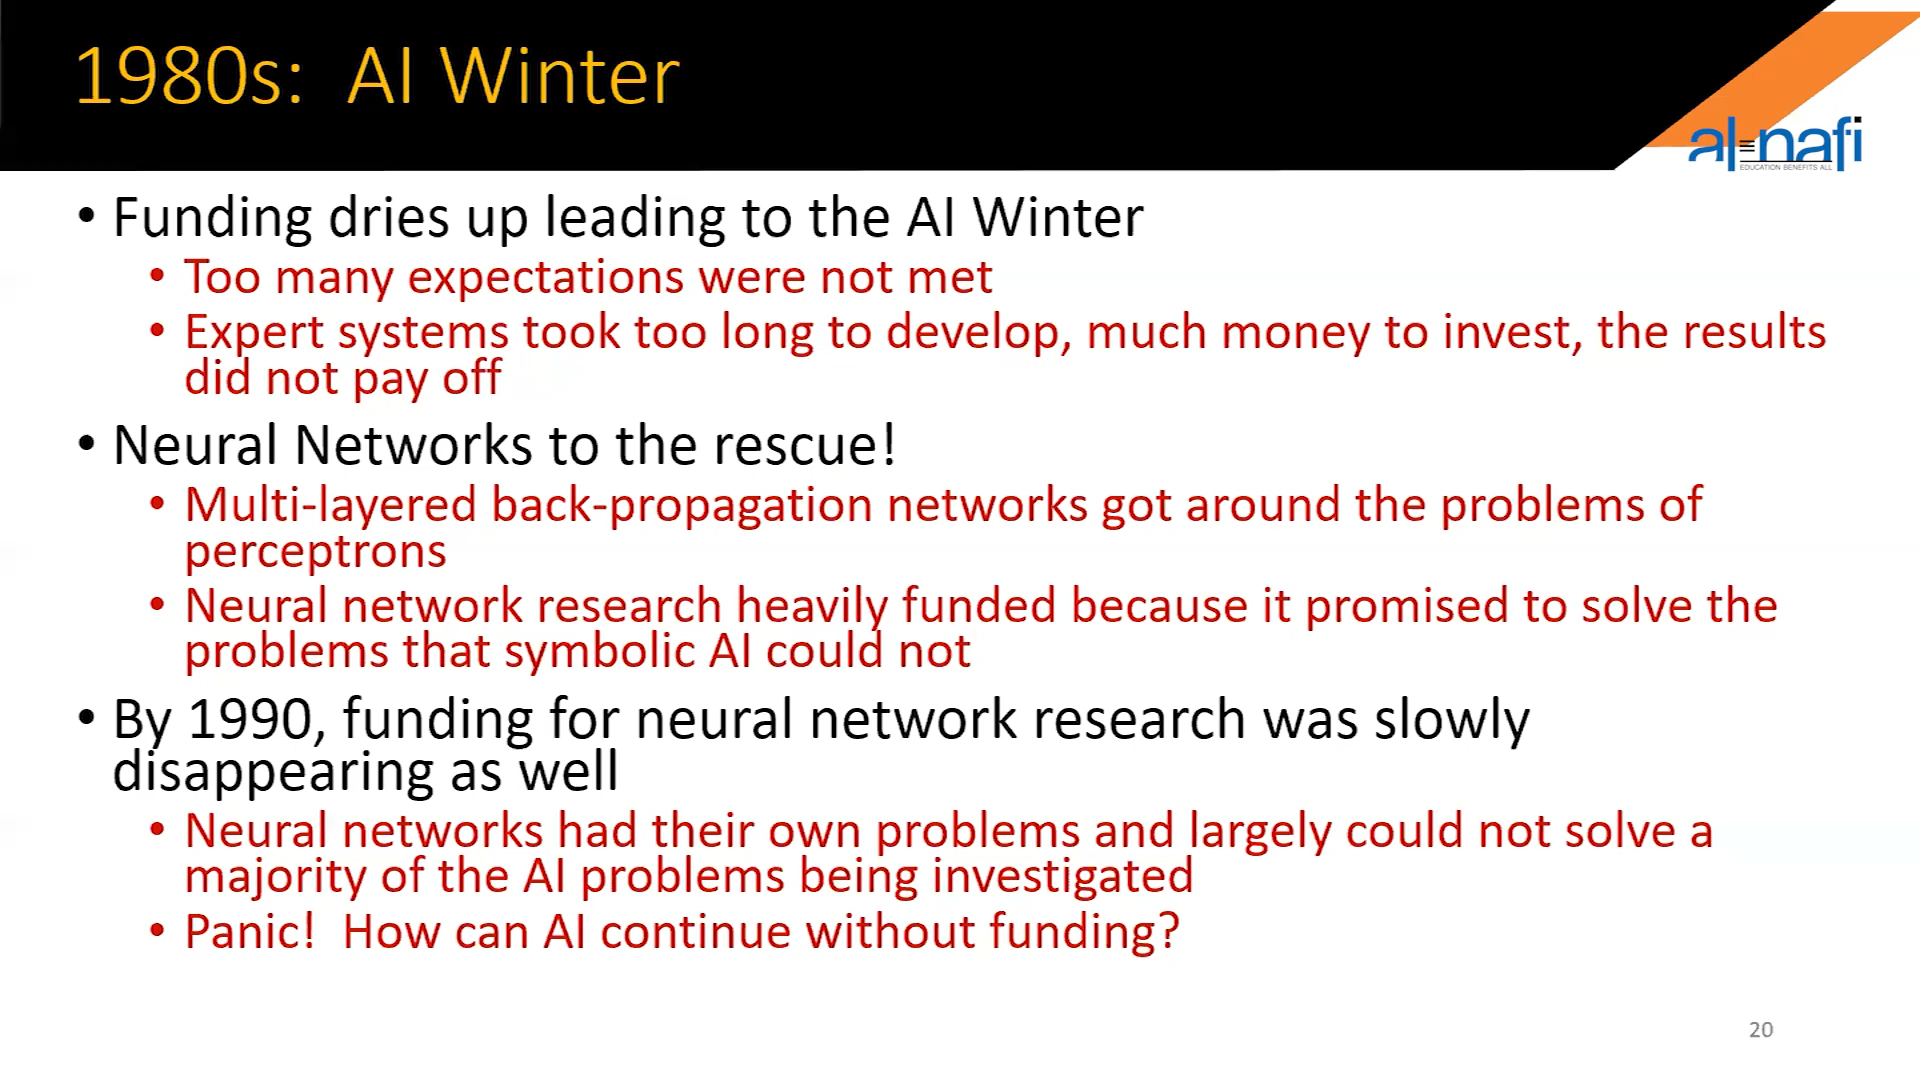 1980s:  AI Winter
al-nafi
EDUCATION BENEFITS ALL
• Funding dries up leading to the AI Winter
• Too many expectations were not met
• Expert systems took too long to develop, much money to invest, the results
did not pay off
• Neural Networks to the rescue!
• Multi-layered back-propagation networks got around the problems of
perceptrons
• Neural network research heavily funded because it promised to solve the
problems that symbolic AI could not
• By 1990, funding for neural network research was slowly
disappearing as well
• Neural networks had their own problems and largely could not solve a
majority of the AI problems being investigated
• Panic!  How can AI continue without funding?
20